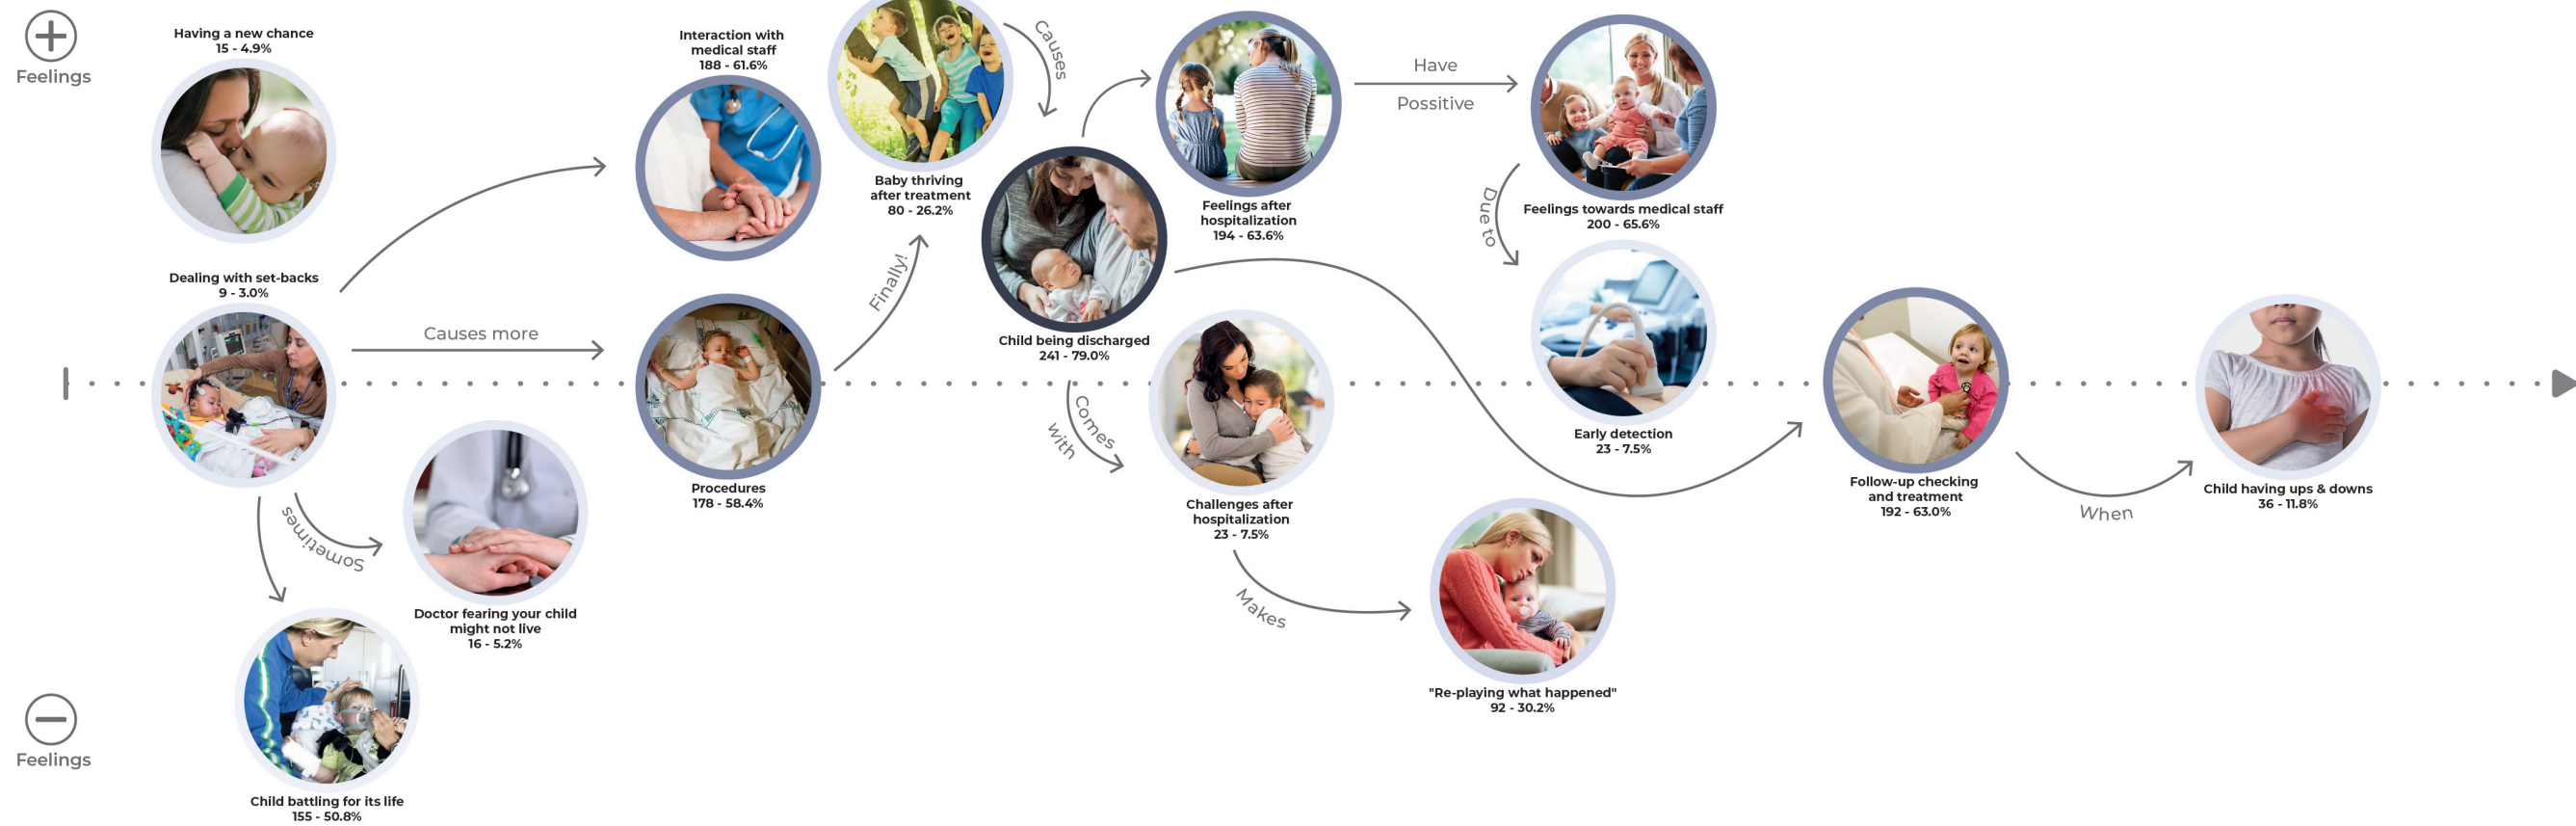 Feelings
Having a new chance
15 - 4.9%
Dealing with set-backs
9 - 3.0%
Causes more
Sometimes
Doctor fearing your child
might not live
16 - 5.2%
Child battling for its life
155 - 50.8%
Feelings
Interaction with
medical staff
188 - 61.6%
Procedures
178 - 58.4%
Finally!
Baby thriving
after treatment
80 - 26.2%
Causes
Child being discharged
241 - 79.0%
Comes
with
Feelings after
hospitalization
194 - 63.6%
Challenges after
hospitalization
23 - 7.5%
Makes
"Re-playing what happened"
92 - 30.2%
Have
Possitive
Feelings towards medical staff
200 - 65.6%
Due to
Early detection
23 - 7.5%
Follow-up checking
and treatment
192 - 63.0%
When
Child having ups & downs
36 - 11.8%